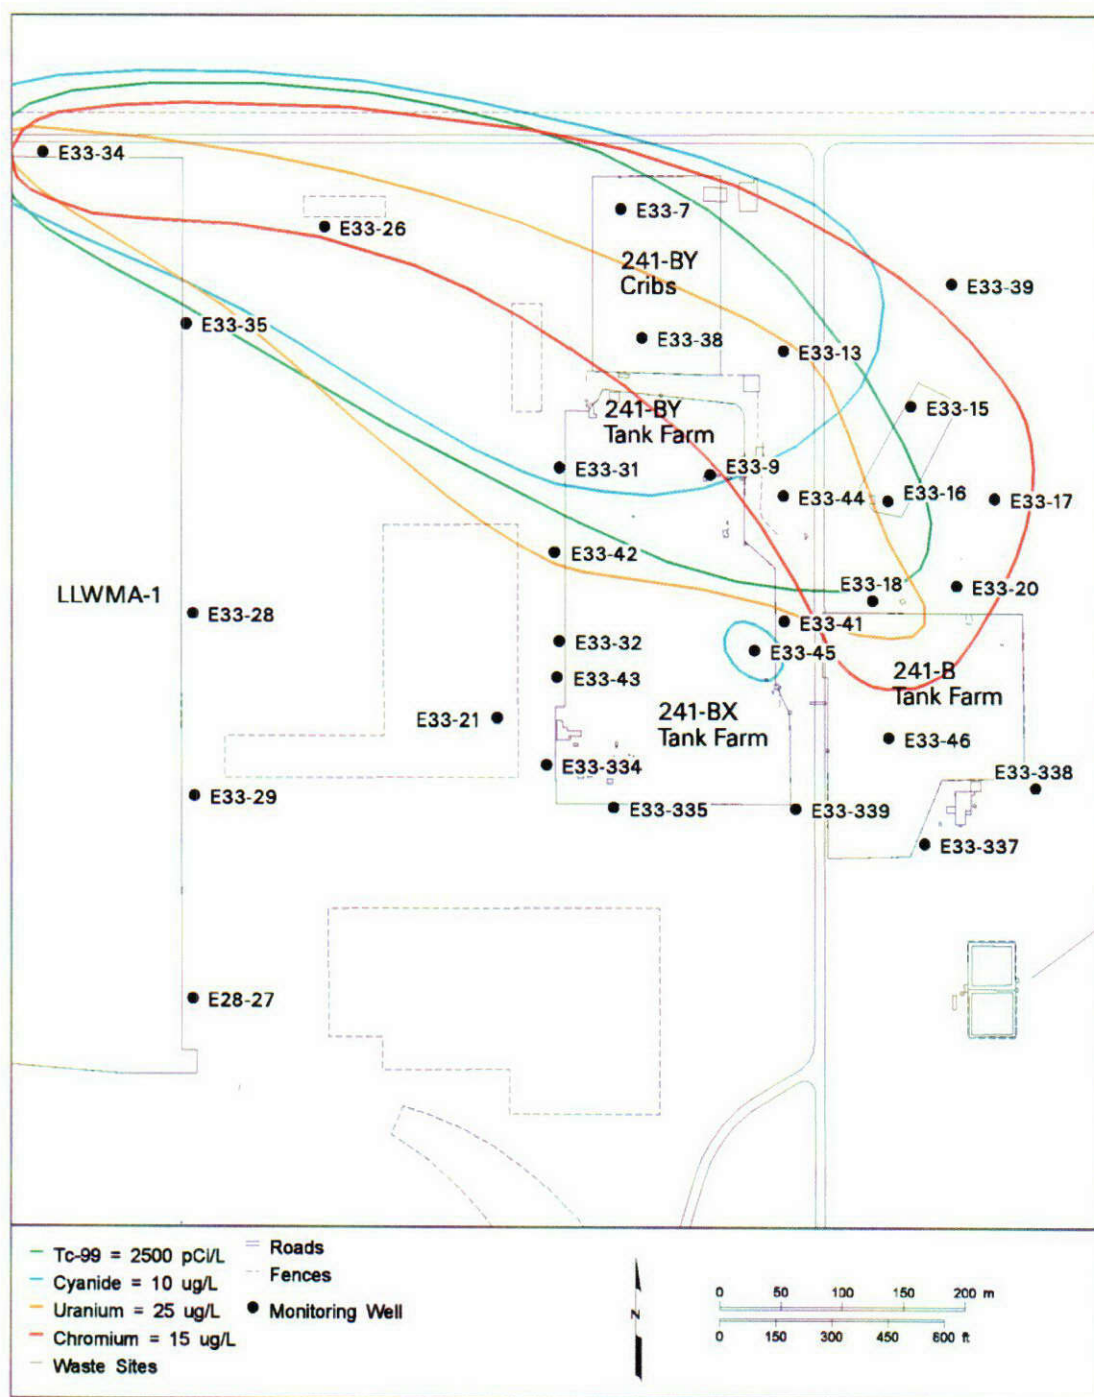 E33-34
E33-7
E33-26
241-BY
Cribs
E33-39
E33-35
E33-38
E33-13
241-BY
Tank Farm
E33-15
E33-31
E33-9
E33-44
E33-16
E33-17
E33-42
LLWMA-1
E33-18
E33-20
E33-28
E33-41
E33-32
E33-45
E33-43
241-B
Tank Farm
E33-21
241-BX
Tank Farm
E33-46
E33-334
E33-338
E33-29
E33-335
E33-339
E33-337
E28-27
Tc-99 = 2500 pCi/L
Cyanide = 10 ug/L
Uranium = 25 ug/L
Chromium = 15 ug/L
Waste Sites
Roads
Fences
Monitoring Well
N
0 50 100 150 200 m
0 150 300 450 600 ft